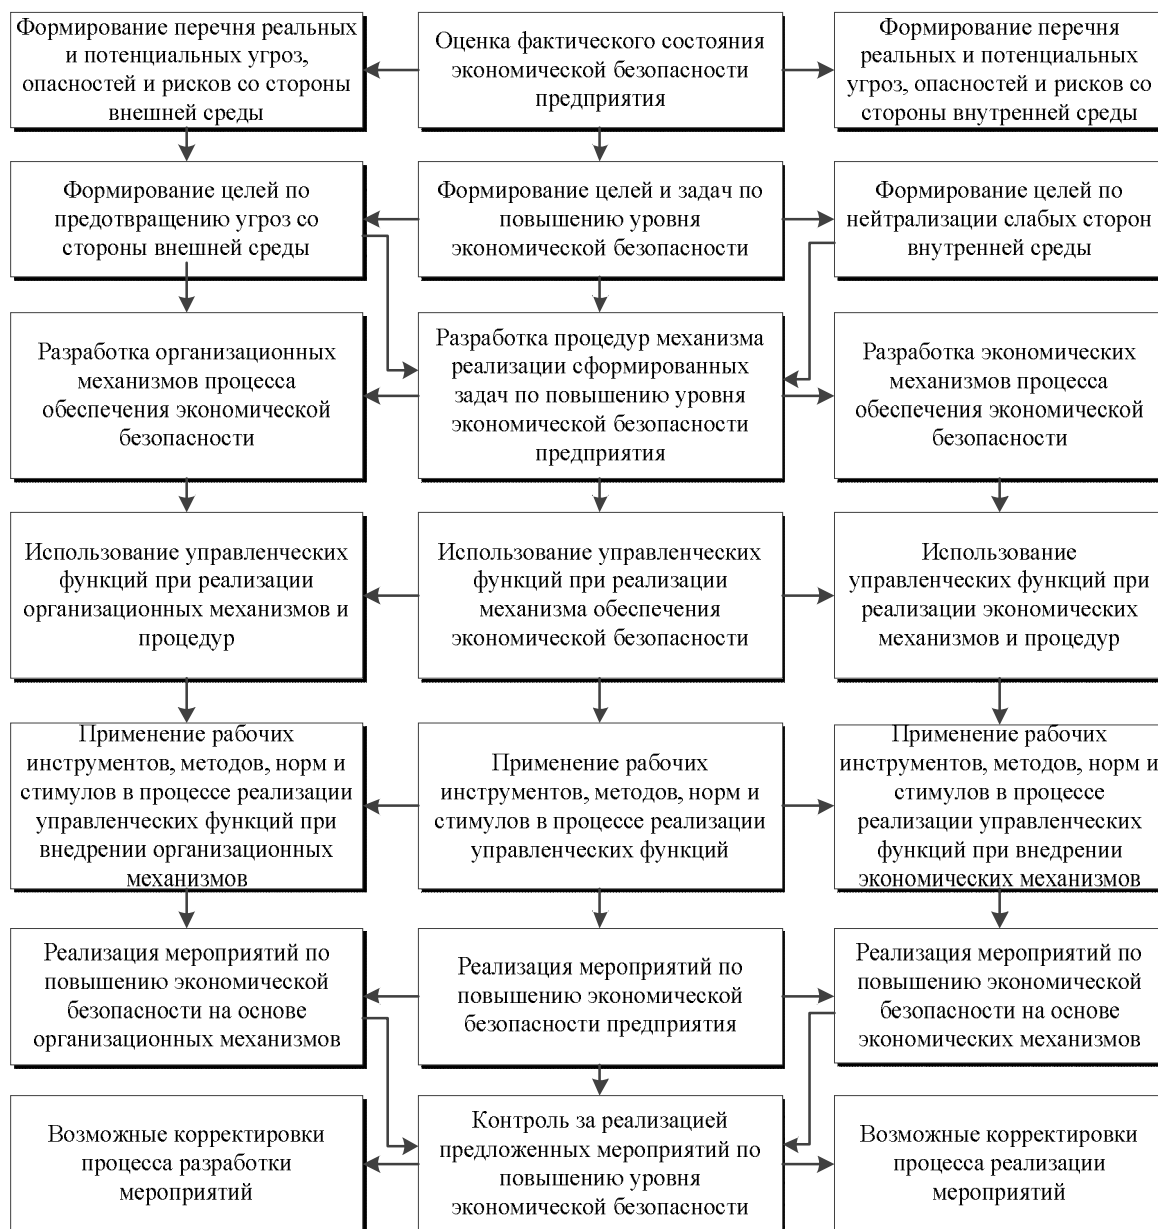 Формирование перечня реальных
и потенциальных угроз,
опасностей и рисков со стороны
внешней среды
Оценка фактического состояния
экономической безопасности
предприятия
Формирование перечня
реальных и потенциальных
угроз, опасностей и рисков со
стороны внутренней среды
Формирование целей по
предотвращению угроз со
стороны внешней среды
Формирование целей и задач по
повышению уровня
экономической безопасности
Формирование целей по
нейтрализации слабых сторон
внутренней среды
Разработка организационных
механизмов процесса
обеспечения экономической
безопасности
Разработка процедур механизма
реализации сформированных
задач по повышению уровня
экономической безопасности
предприятия
Разработка экономических
механизмов процесса
обеспечения экономической
безопасности
Использование управленческих
функций при реализации
организационных механизмов и
процедур
Использование управленческих
функций при реализации
механизма обеспечения
экономической безопасности
Использование
управленческих функций при
реализации экономических
механизмов и процедур
Применение рабочих
инструментов, методов, норм и
стимулов в процессе реализации
управленческих функций при
внедрении организационных
механизмов
Применение рабочих
инструментов, методов, норм и
стимулов в процессе реализации
управленческих функций
Применение рабочих
инструментов, методов, норм и
стимулов в процессе
реализации управленческих
функций при внедрении
экономических механизмов
Реализация мероприятий по
повышению экономической
безопасности на основе
организационных механизмов
Реализация мероприятий по
повышению экономической
безопасности предприятия
Реализация мероприятий по
повышению экономической
безопасности на основе
экономических механизмов
Возможные корректировки
процесса разработки
мероприятий
Контроль за реализацией
предложенных мероприятий по
повышению уровня
экономической безопасности
Возможные корректировки
процесса реализации
мероприятий